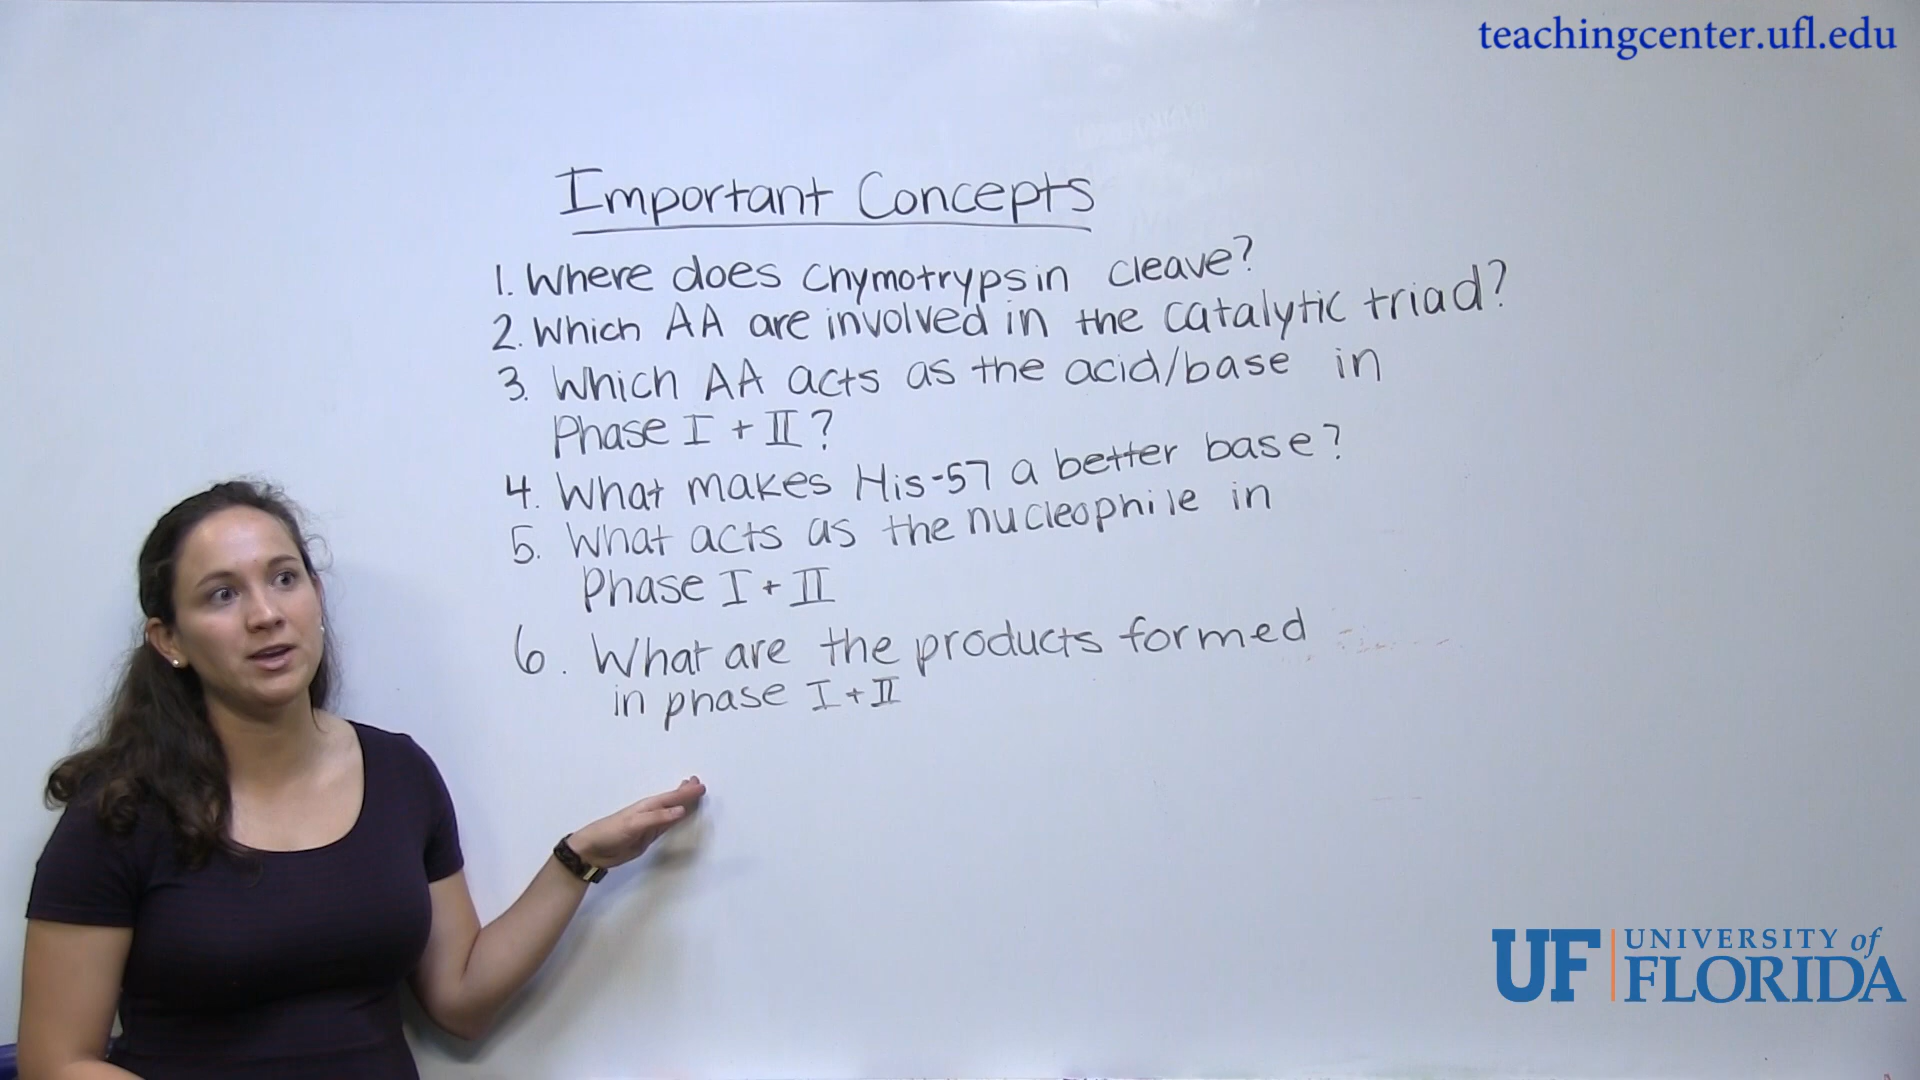 teachingcenter.ufl.edu
Important Concepts
1. Where does chymotrypsin cleave?
2. Which AA are involved in the catalytic triad?
3. Which AA acts as the acid/base in
Phase I + II?
4. What makes His-57 a better base?
5. What acts as the nucleophile in
Phase I + II
6. What are the products formed
in phase I + II
UF UNIVERSITY of
FLORIDA